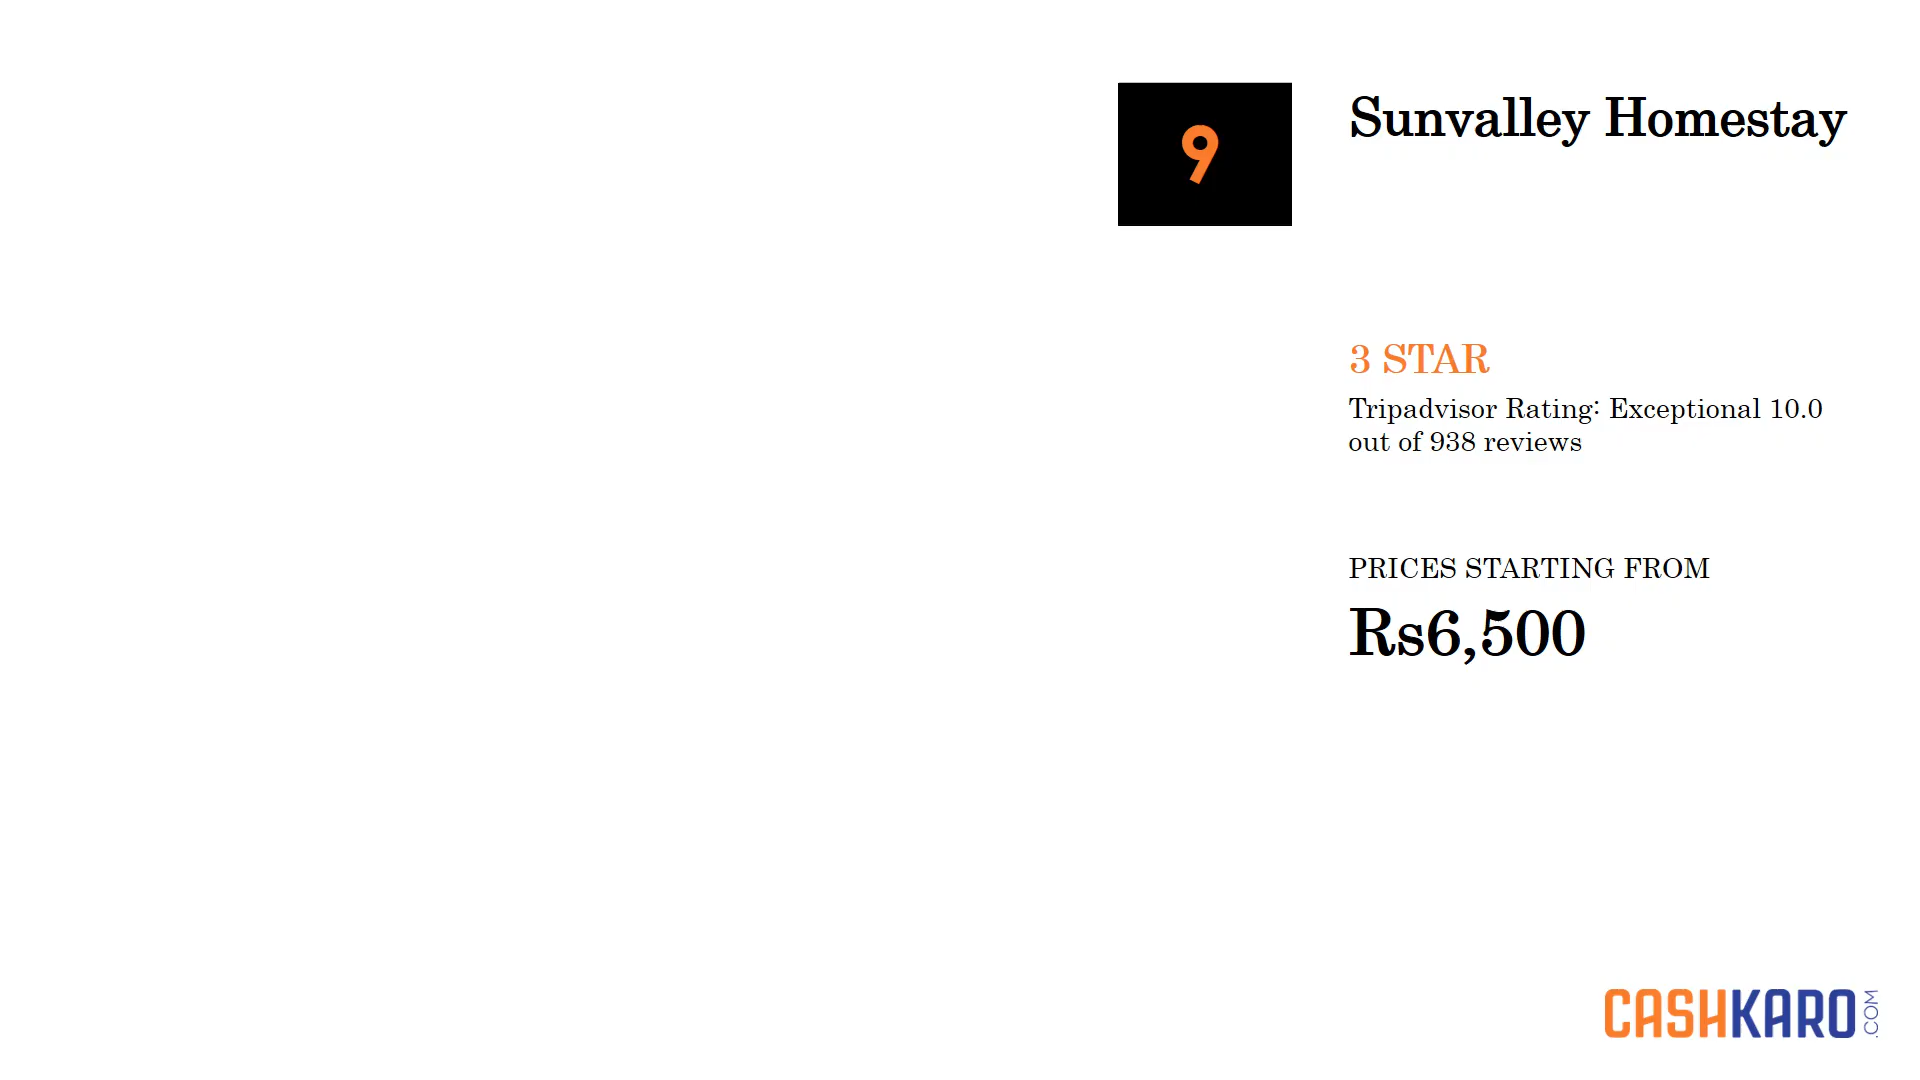 9
Sunvalley Homestay
3 STAR
Tripadvisor Rating: Exceptional 10.0
out of 938 reviews
PRICES STARTING FROM
Rs6,500
CASHKARO.COM